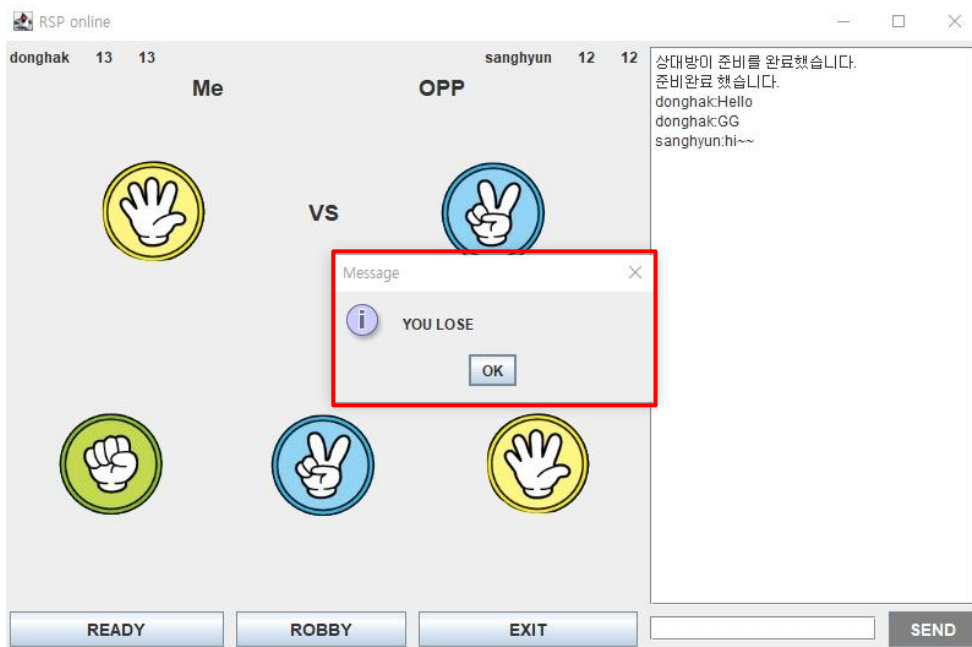 RSP online
donghak 13 13
sanghyun 12 12
Me
OPP
VS
Message
i
YOU LOSE
OK
READY
ROBBY
EXIT
상대방이 준비를 완료했습니다.
준비완료 했습니다.
donghak:Hello
donghak:GG
sanghyun:hi~~
SEND